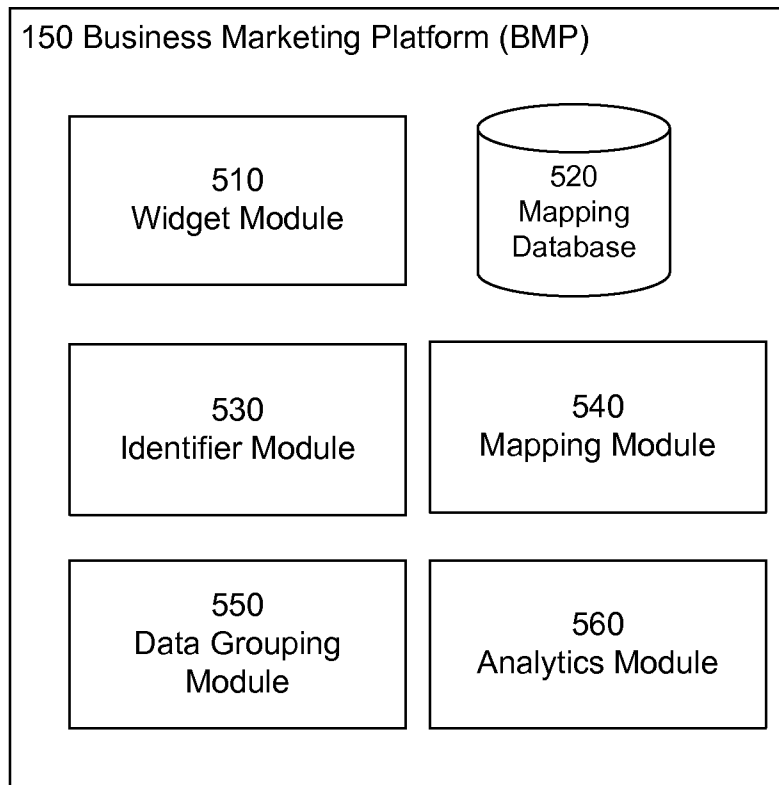 150 Business Marketing Platform (BMP)
510
Widget Module
520
Mapping
Database
530
Identifier Module
540
Mapping Module
550
Data Grouping
Module
560
Analytics Module